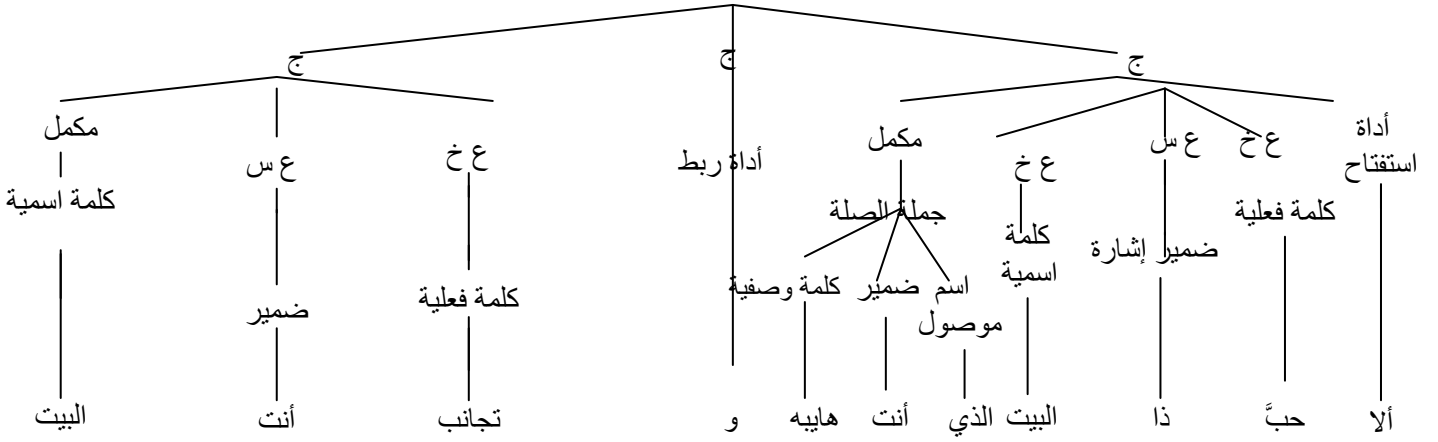 ج ج ج
أداة استفتاح
ع خ
ع س
ع خ
مكمل
أداة ربط
ع خ
ع س
مكمل
كلمة فعلية
ضمير إشارة
كلمة اسمية
جملة الصلة
اسم موصول
ضمير
كلمة وصفية
كلمة فعلية
ضمير
كلمة اسمية
ألا حبَّ ذا البيت الذي أنت هايبه و تجانب أنت البيت